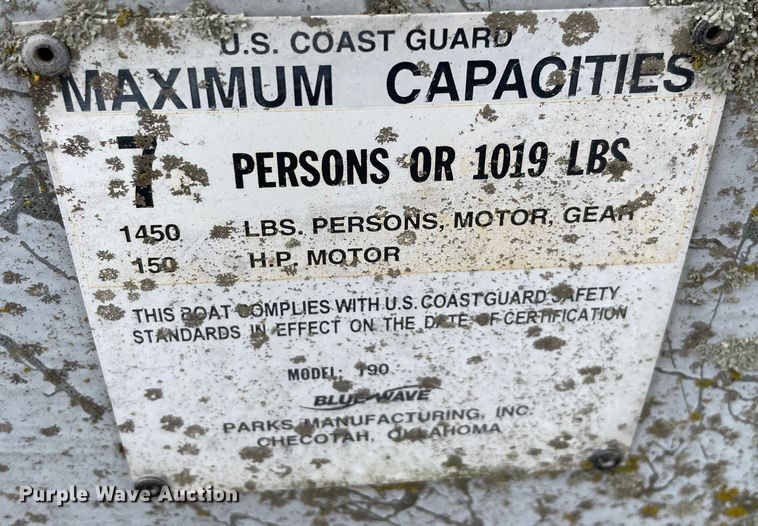 U.S. COAST GUARD
MAXIMUM CAPACITIES
7 PERSONS OR 1019 LBS
1450 LBS. PERSONS, MOTOR, GEAR
150 H.P. MOTOR
THIS BOAT COMPLIES WITH U.S. COAST GUARD SAFETY
STANDARDS IN EFFECT ON THE DATE OF CERTIFICATION
MODEL: 190
BLUE WAVE
PARKS MANUFACTURING, INC.
CHECOTAH, OKLAHOMA
Purple Wave Auction